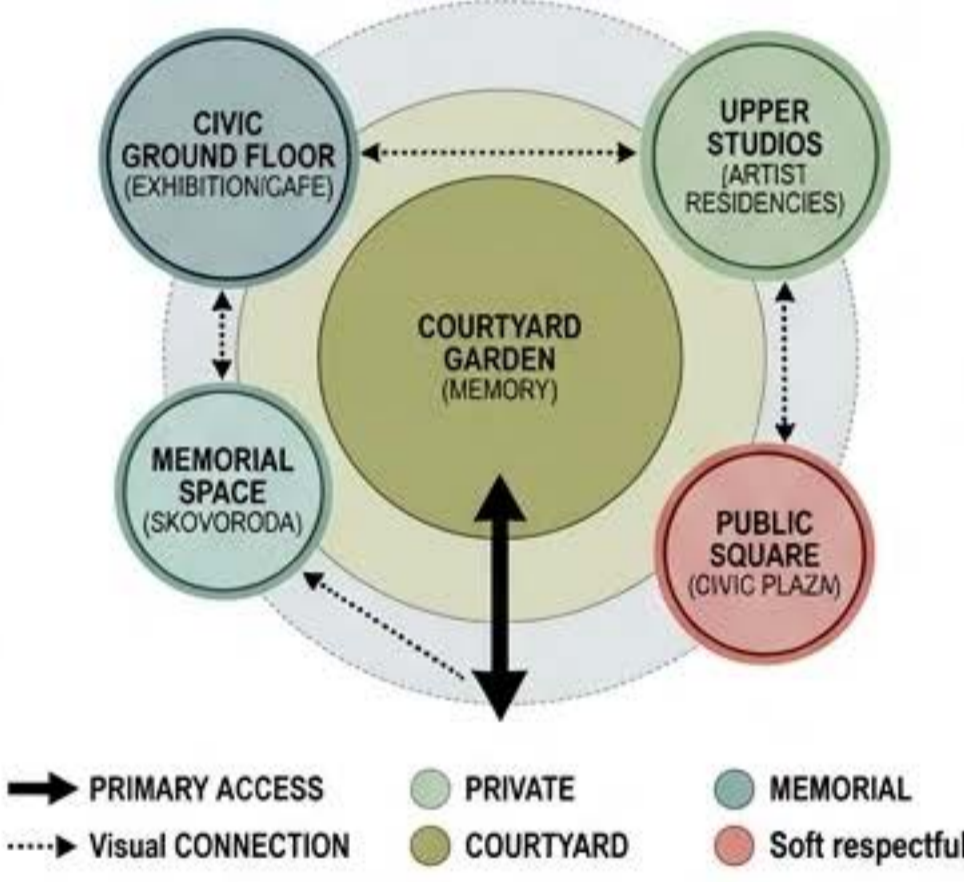 CIVIC
GROUND FLOOR
(EXHIBITION/CAFE)
UPPER
STUDIOS
(ARTIST
RESIDENCIES)
COURTYARD
GARDEN
(MEMORY)
MEMORIAL
SPACE
(SKOVORODA)
PUBLIC
SQUARE
(CIVIC PLAZN)
PRIMARY ACCESS
PRIVATE
MEMORIAL
Visual CONNECTION
COURTYARD
Soft respectful